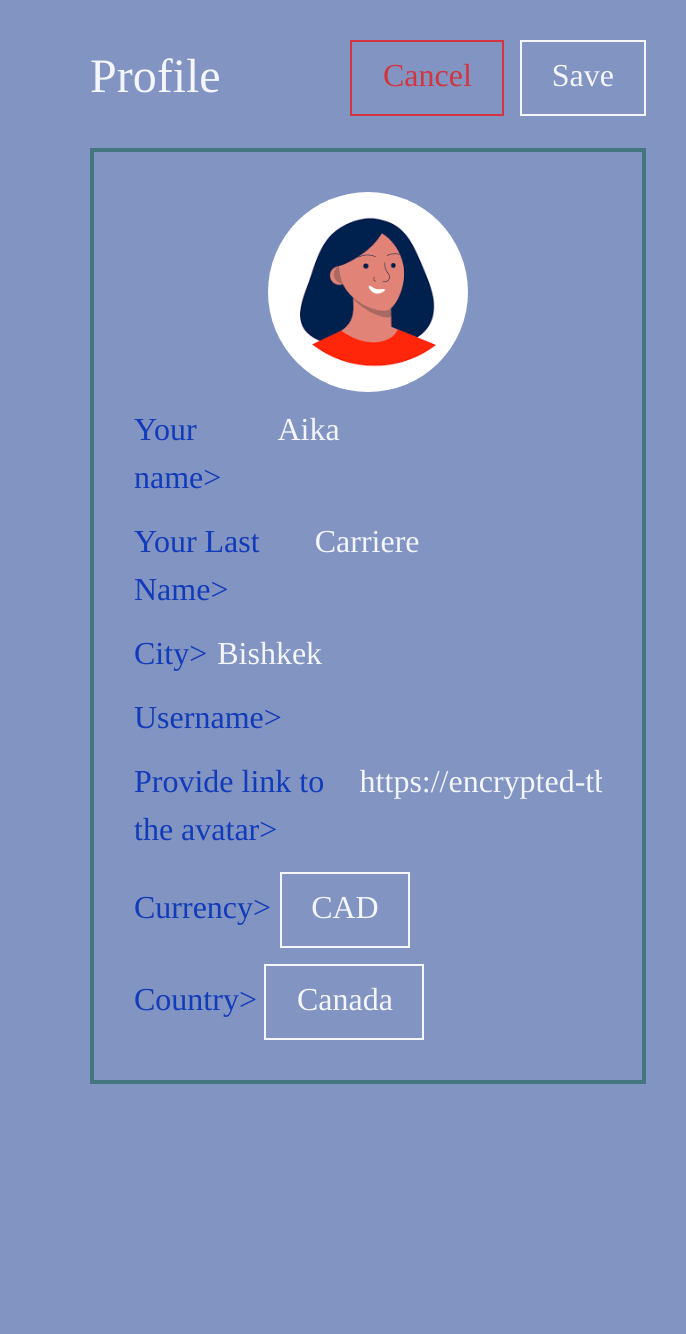 Profile Cancel Save
Your Aika
name>
Your Last Carriere
Name>
City> Bishkek
Username>
Provide link to https://encrypted-th
the avatar>
Currency> CAD
Country> Canada